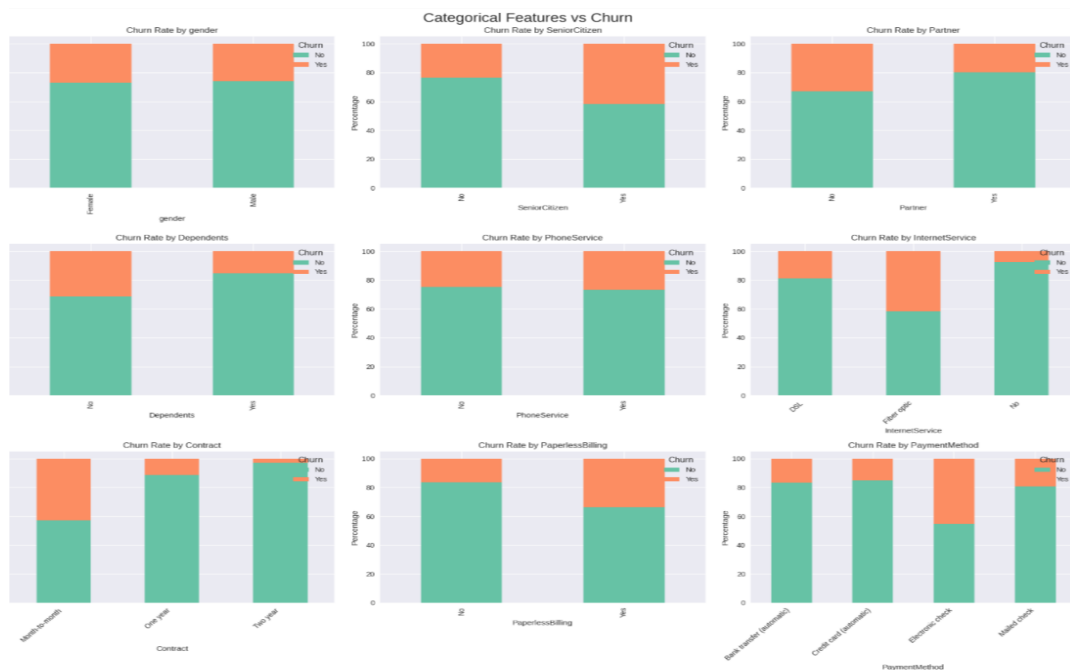 Categorical Features vs Churn
Churn Rate by gender
Churn
No
Yes
Female
Male
gender
Churn Rate by SeniorCitizen
Percentage
100
80
60
40
20
0
Churn
No
Yes
No
Yes
SeniorCitizen
Churn Rate by Partner
Percentage
100
80
60
40
20
0
Churn
No
Yes
No
Yes
Partner
Churn Rate by Dependents
Churn
No
Yes
No
Yes
Dependents
Churn Rate by PhoneService
Percentage
100
80
60
40
20
0
Churn
No
Yes
No
Yes
PhoneService
Churn Rate by InternetService
Percentage
100
80
60
40
20
0
Churn
No
Yes
DSL
Fiber optic
No
InternetService
Churn Rate by Contract
Churn
No
Yes
Month-to-month
One year
Two year
Contract
Churn Rate by PaperlessBilling
Percentage
100
80
60
40
20
0
Churn
No
Yes
No
Yes
PaperlessBilling
Churn Rate by PaymentMethod
Percentage
100
80
60
40
20
0
Churn
No
Yes
Bank transfer (automatic)
Credit card (automatic)
Electronic check
Mailed check
PaymentMethod